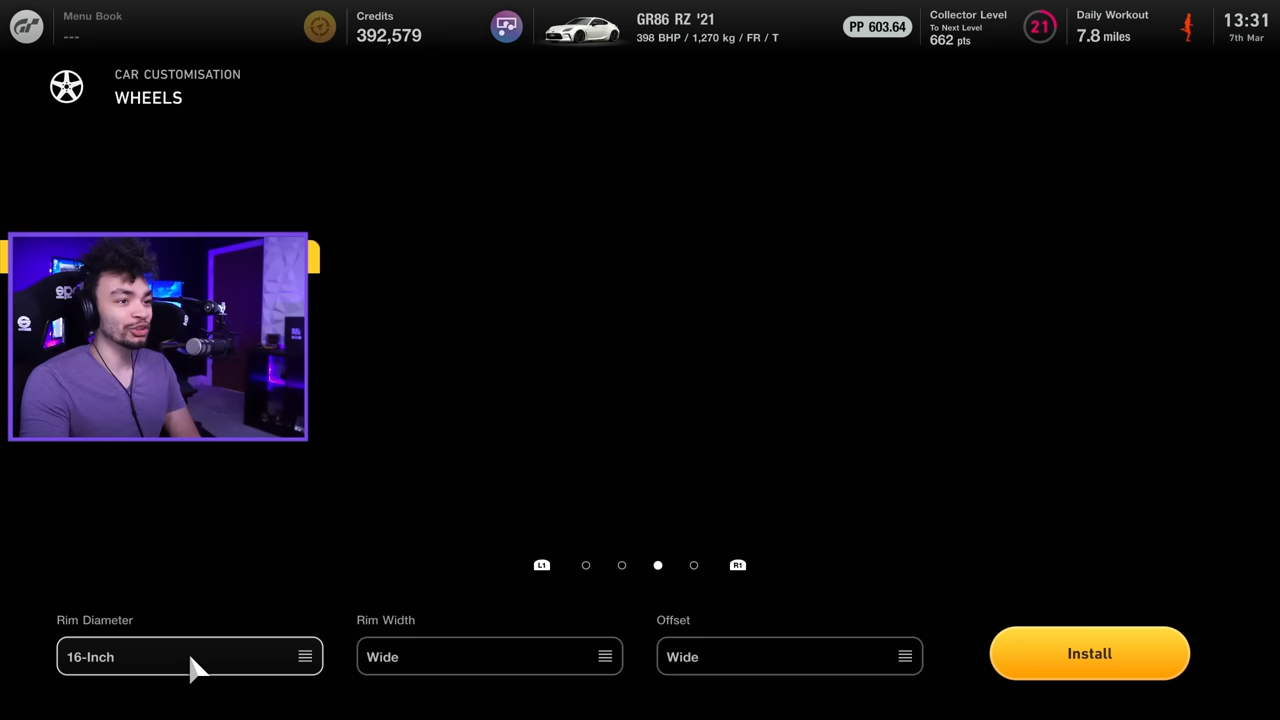 Menu Book
---
Credits
392,579
GR86 RZ '21
398 BHP / 1,270 kg / FR / T
PP 603.64
Collector Level
To Next Level
662 pts
21
Daily Workout
7.8 miles
13:31
7th Mar
CAR CUSTOMISATION
WHEELS
L1
R1
Rim Diameter
16-Inch
Rim Width
Wide
Offset
Wide
Install